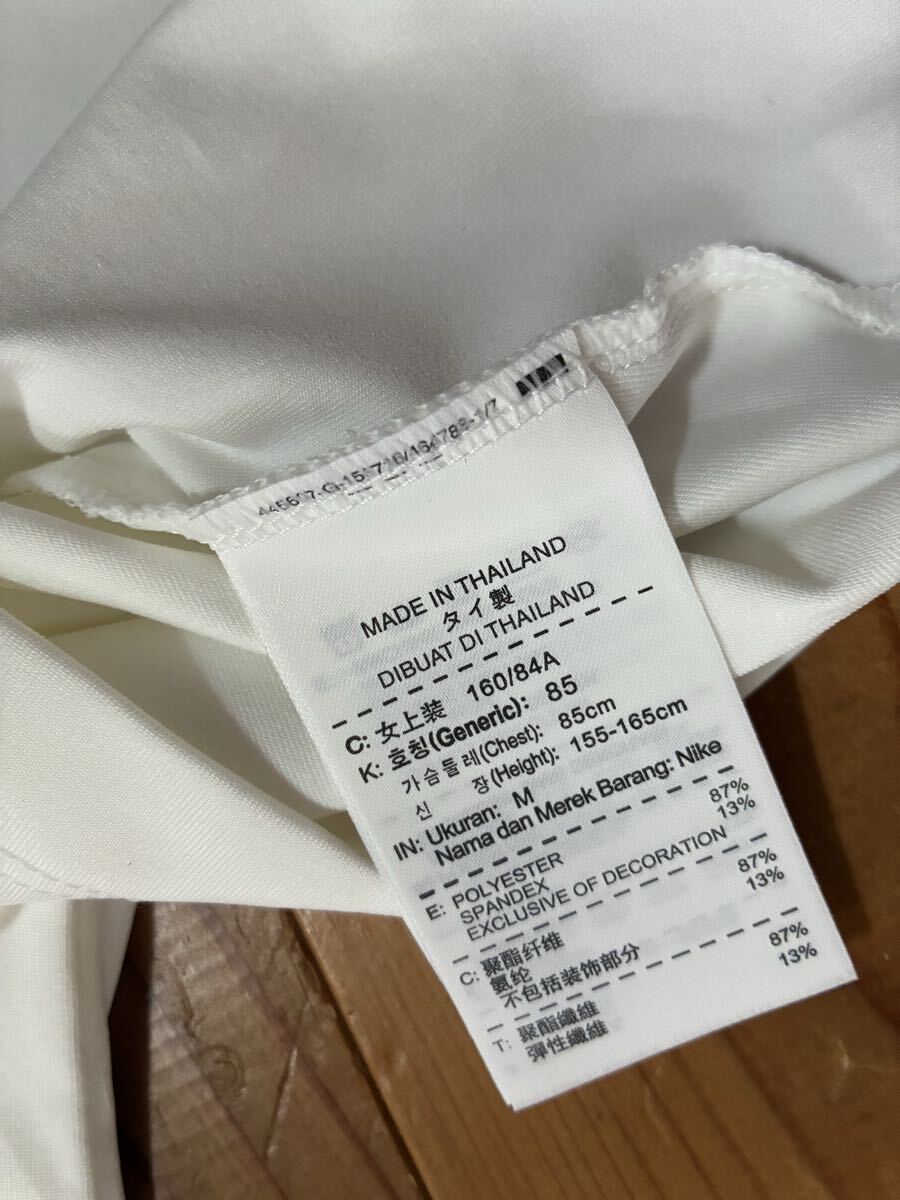 MADE IN THAILAND
タイ製
DIBUAT DI THAILAND
C: 女上装 160/84A
K: 호칭(Generic): 85
가슴둘레(Chest): 85cm
신 장(Height): 155-165cm
IN: Ukuran: M
Nama dan Merek Barang: Nike
E: POLYESTER 87%
SPANDEX 13%
EXCLUSIVE OF DECORATION
C: 聚酯纤维 87%
氨纶 13%
不包括装饰部分
T: 聚酯纖維 87%
彈性纖維 13%